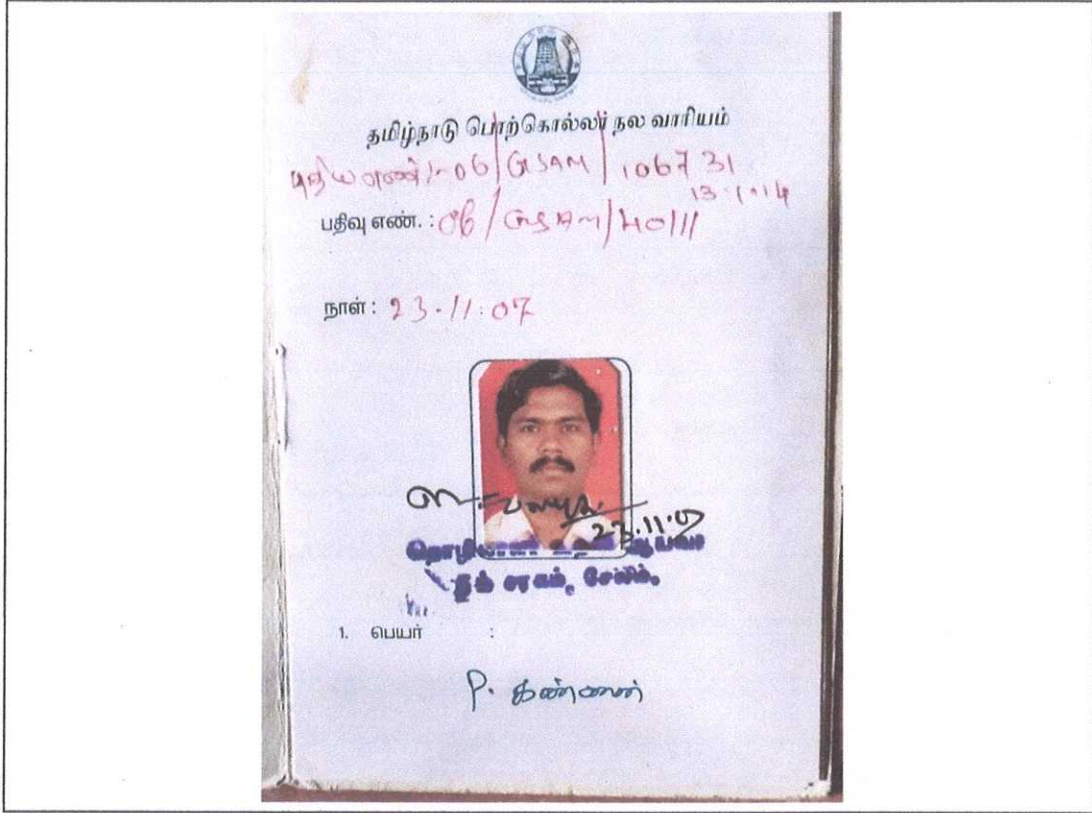 தமிழ்நாடு பொற்கொல்லர் நல வாரியம்
புதிய எண்:- 06/GSAM/106731
13.1.14
பதிவு எண். : 06/GSAM/40111
நாள் : 23.11.07
23.11.07
சரகம், சேலம்.
1. பெயர் :
P. கண்ணன்